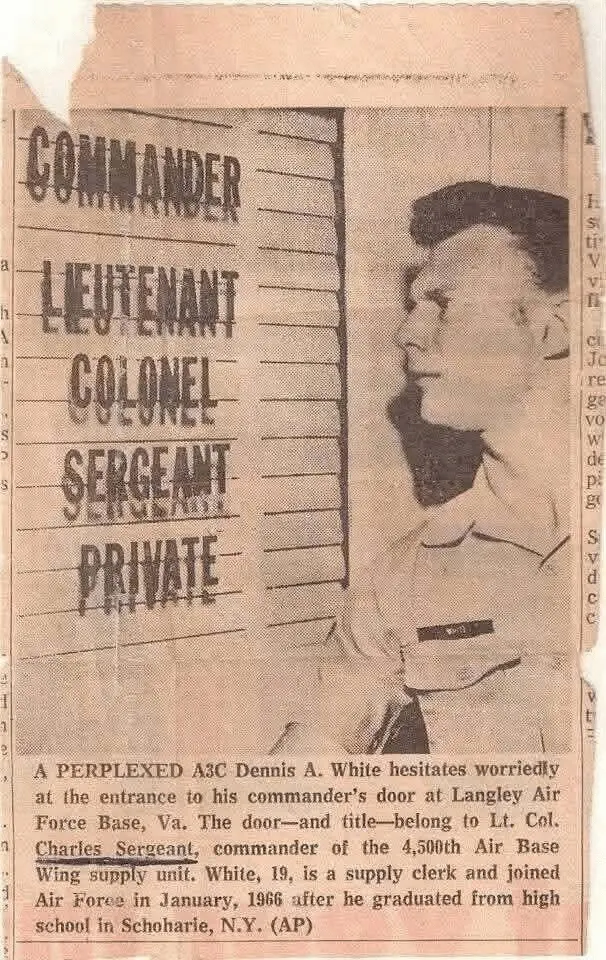 COMMANDER
LIEUTENANT
COLONEL
SERGEANT
PRIVATE
WHITE
A PERPLEXED A3C Dennis A. White hesitates worriedly
at the entrance to his commander's door at Langley Air
Force Base, Va. The door—and title—belong to Lt. Col.
Charles Sergeant, commander of the 4,500th Air Base
Wing supply unit. White, 19, is a supply clerk and joined
Air Force in January, 1966 after he graduated from high
school in Schoharie, N.Y. (AP)